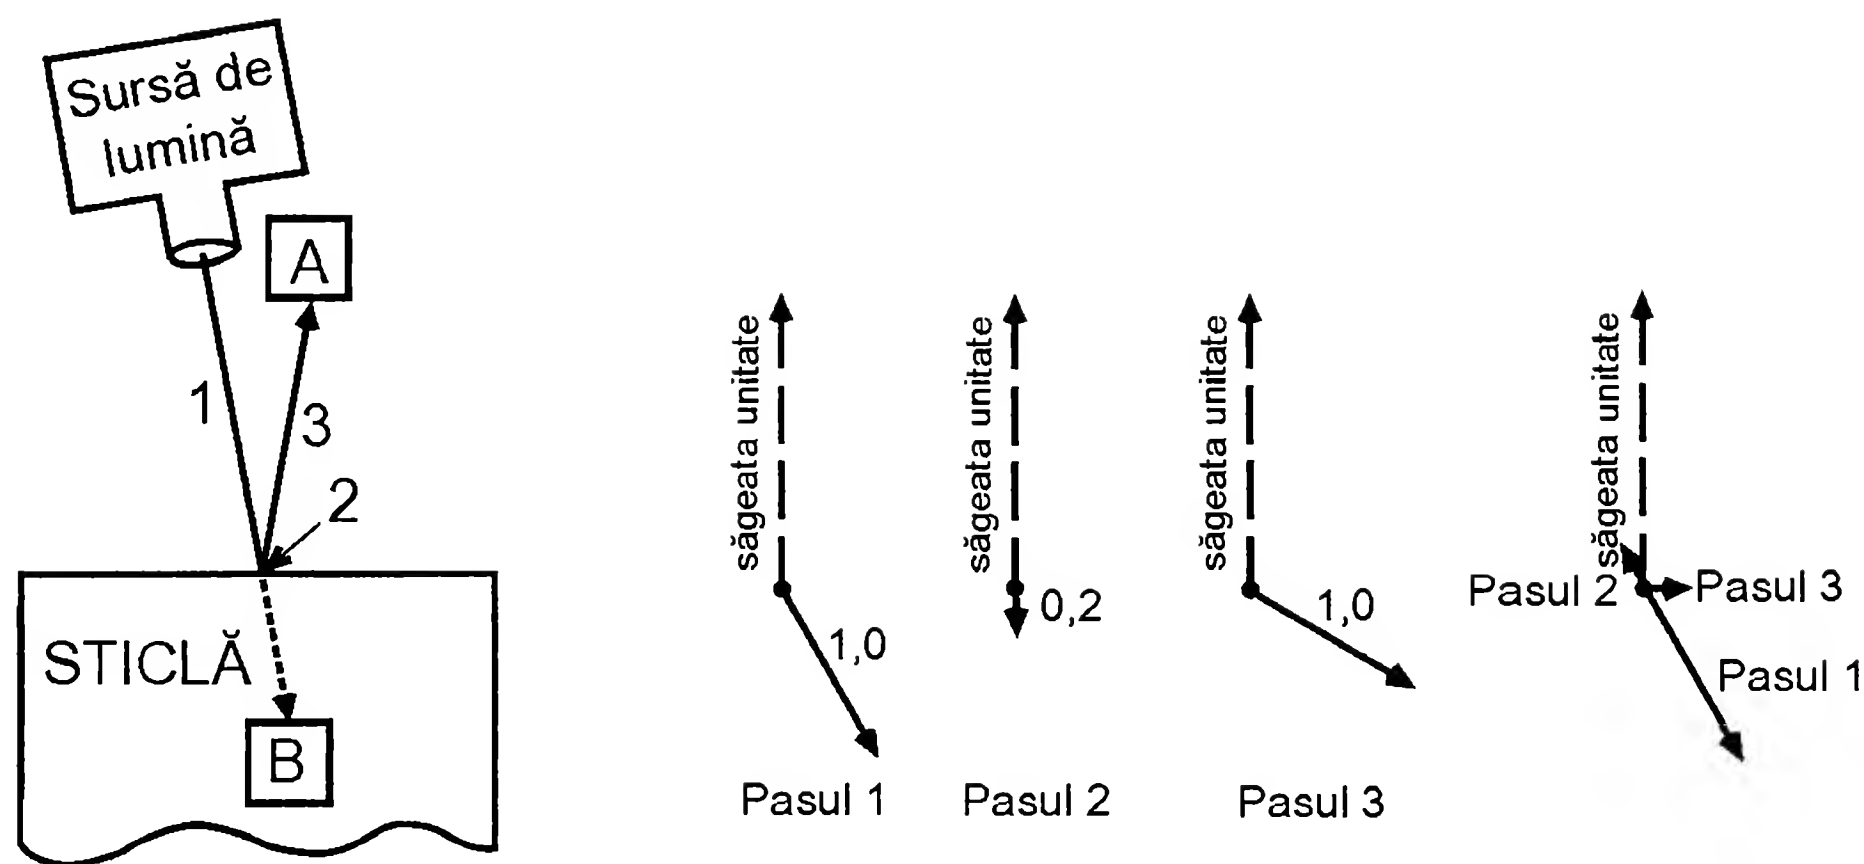 Sursă de
lumină
A
1
3
2
STICLĂ
B
săgeata unitate
1,0
Pasul 1
săgeata unitate
0,2
Pasul 2
săgeata unitate
1,0
Pasul 3
săgeata unitate
Pasul 2
Pasul 3
Pasul 1